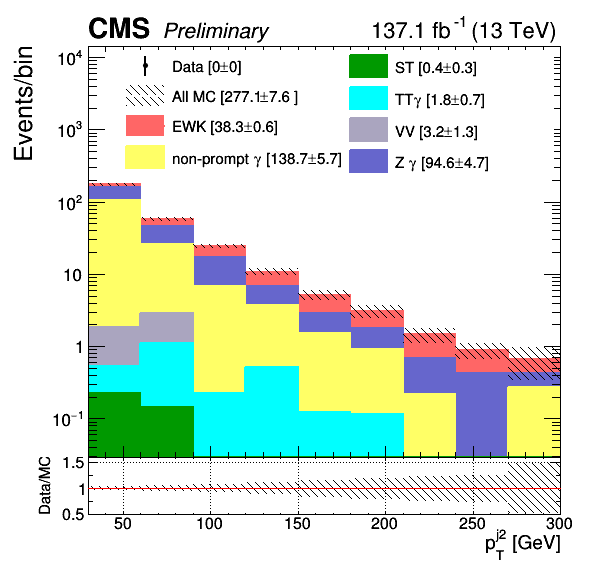 CMS Preliminary 137.1 fb⁻¹ (13 TeV)
Events/bin
10⁴
10³
10²
10
1
10⁻¹
Data [0±0]
All MC [277.1±7.6 ]
EWK [38.3±0.6]
non-prompt γ [138.7±5.7]
ST [0.4±0.3]
TTγ [1.8±0.7]
VV [3.2±1.3]
Z γ [94.6±4.7]
Data/MC
1.5
1
0.5
50 100 150 200 250 300
p_T^{j2} [GeV]